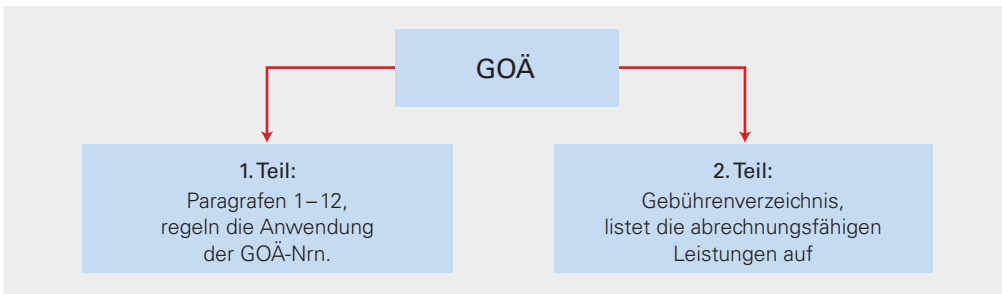 GOÄ
1. Teil:
Paragrafen 1–12,
regeln die Anwendung
der GOÄ-Nrn.
2. Teil:
Gebührenverzeichnis,
listet die abrechnungsfähigen
Leistungen auf